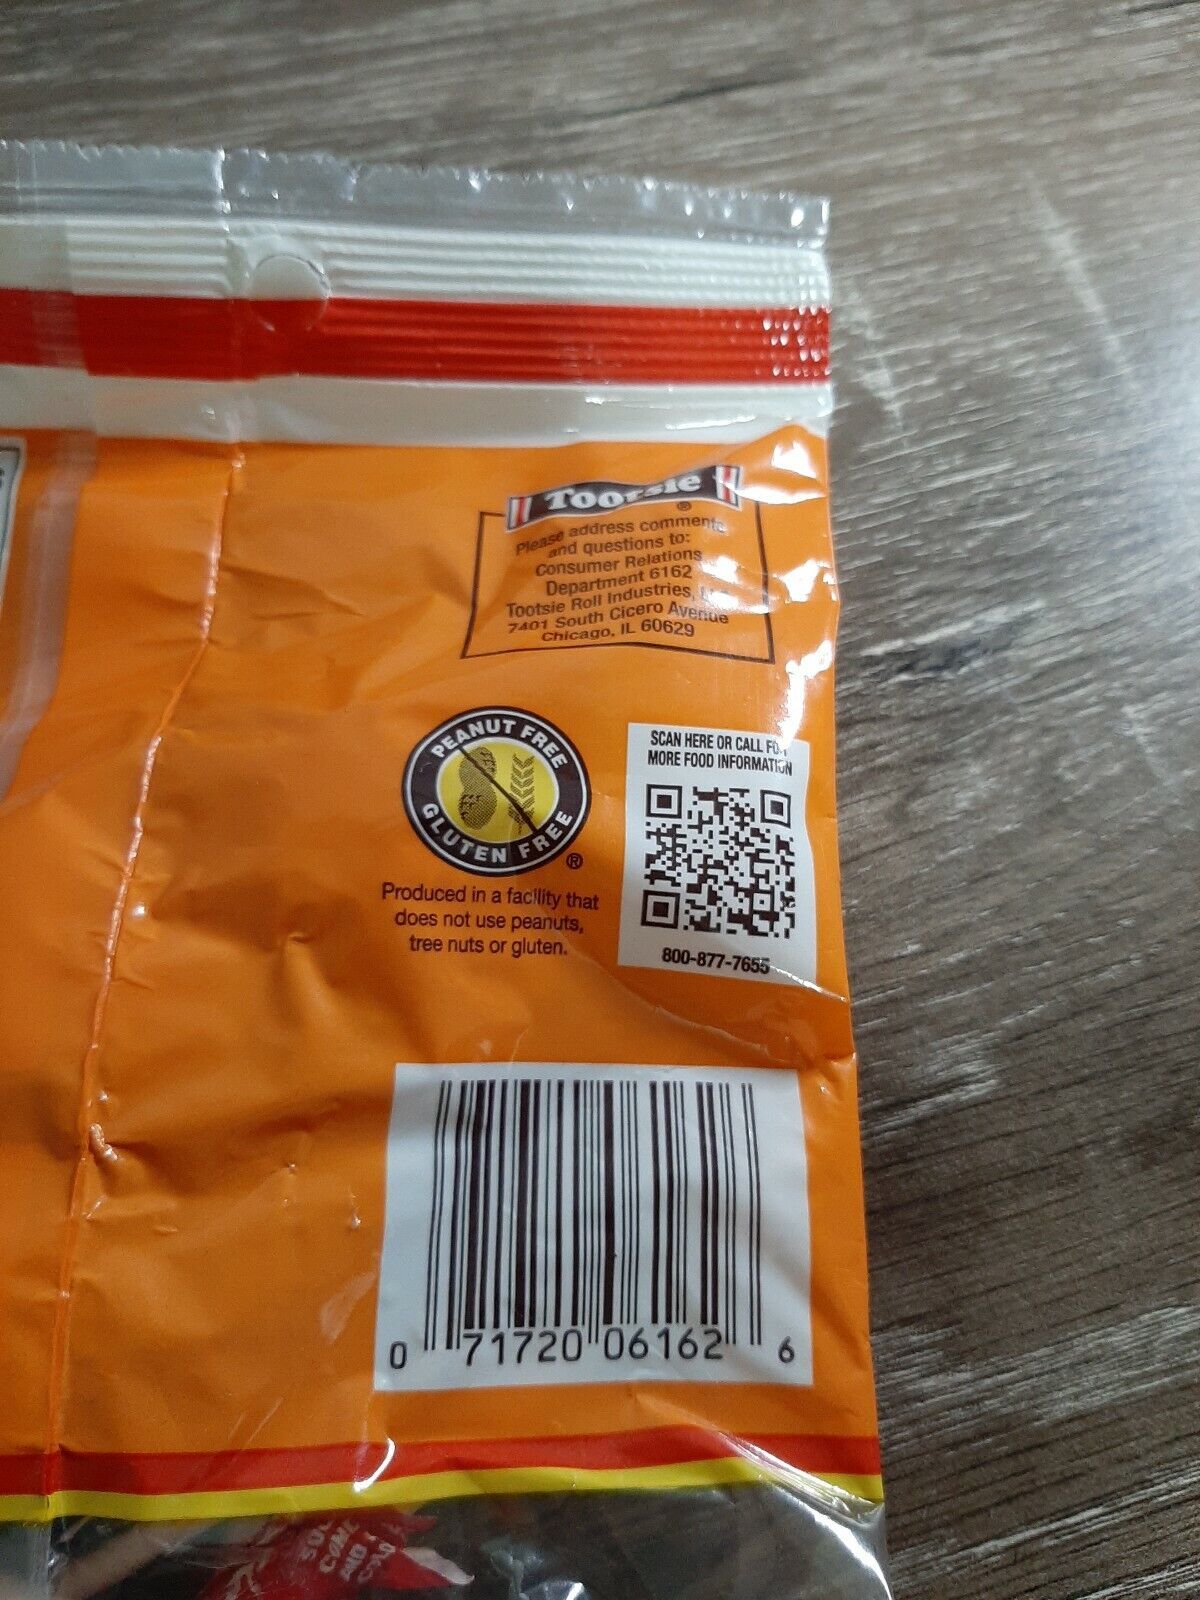 Tootsie
®
Please address comments
and questions to:
Consumer Relations
Department 6162
Tootsie Roll Industries,
7401 South Cicero Avenue
Chicago, IL 60629
PEANUT FREE
GLUTEN FREE
®
Produced in a facility that
does not use peanuts,
tree nuts or gluten.
SCAN HERE OR CALL FOR
MORE FOOD INFORMATION
800-877-7655
0 71720 06162 6